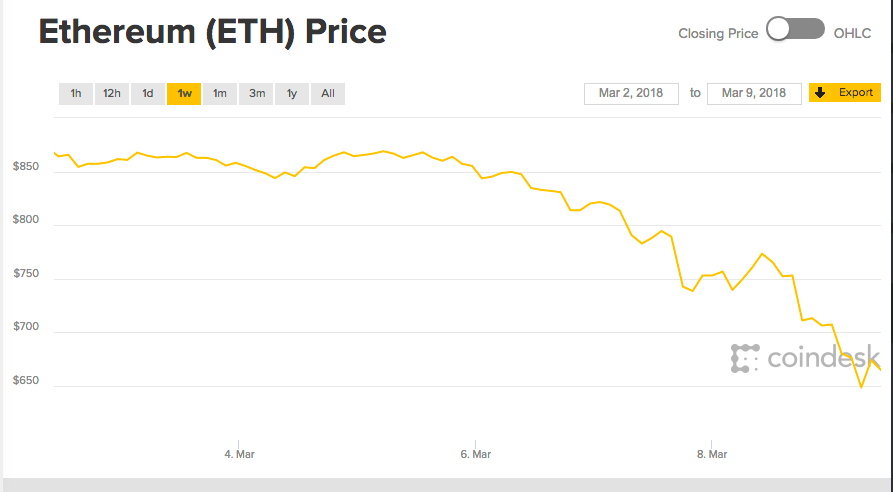 Ethereum (ETH) Price
Closing Price OHLC
1h 12h 1d 1w 1m 3m 1y All
Mar 2, 2018 to Mar 9, 2018 Export
$850
$800
$750
$700
coindesk
$650
4. Mar 6. Mar 8. Mar